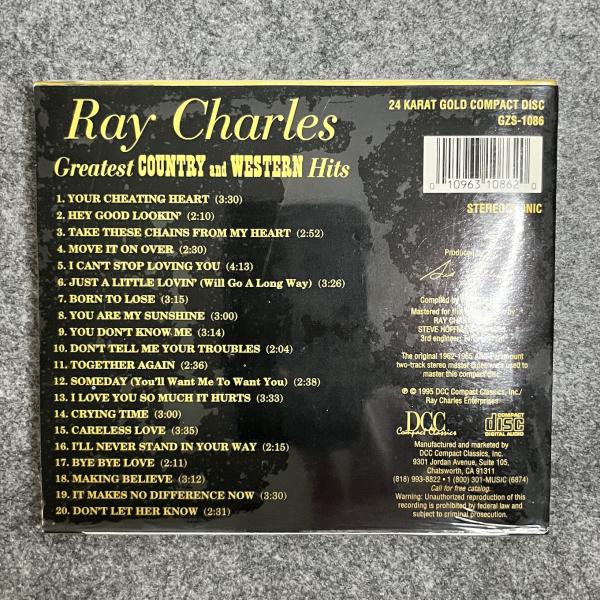 Ray Charles
Greatest COUNTRY and WESTERN Hits
1. YOUR CHEATING HEART (3:30)
2. HEY GOOD LOOKIN' (2:10)
3. TAKE THESE CHAINS FROM MY HEART (2:52)
4. MOVE IT ON OVER (2:30)
5. I CAN'T STOP LOVING YOU (4:13)
6. JUST A LITTLE LOVIN' (Will Go A Long Way) (3:26)
7. BORN TO LOSE (3:15)
8. YOU ARE MY SUNSHINE (3:00)
9. YOU DON'T KNOW ME (3:14)
10. DON'T TELL ME YOUR TROUBLES (2:04)
11. TOGETHER AGAIN (2:36)
12. SOMEDAY (You'll Want Me To Want You) (2:38)
13. I LOVE YOU SO MUCH IT HURTS (3:33)
14. CRYING TIME (3:00)
15. CARELESS LOVE (3:35)
16. I'LL NEVER STAND IN YOUR WAY (2:15)
17. BYE BYE LOVE (2:11)
18. MAKING BELIEVE (3:12)
19. IT MAKES NO DIFFERENCE NOW (3:30)
20. DON'T LET HER KNOW (2:31)
24 KARAT GOLD COMPACT DISC
GZS-1086
0 10963 10862 0
Produced
Compiled by
Mastered for
RAY
STEVE
3rd engineer:
The original 1962-1965
two-track stereo master were used to
master this compact disc.
© 1995 DCC Compact Classics, Inc./
Ray Charles Enterprises
DCC
Compact Classics
COMPACT
disc
DIGITAL AUDIO
Manufactured and marketed by
DCC Compact Classics, Inc.
9301 Jordan Avenue, Suite 105,
Chatsworth, CA 91311
(818) 993-8822 • 1 (800) 301-MUSIC (6874)
Call for free catalog.
Warning: Unauthorized reproduction of this
recording is prohibited by federal law and
subject to criminal prosecution.